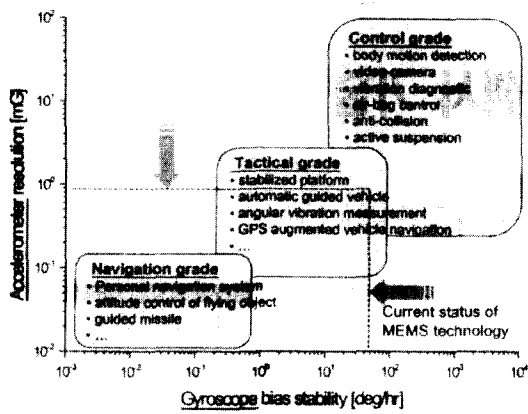 Accelerometer resolution [mG]
10²
10¹
10⁰
10⁻¹
10⁻²
Control grade
• body motion detection
• video camera
• vibration diagnostic
• air-bag control
• anti-collision
• active suspension
Tactical grade
• stabilized platform
• automatic guided vehicle
• angular vibration measurement
• GPS augmented vehicle navigation
• ...
Navigation grade
• Personal navigation system
• attitude control of flying object
• guided missile
• ...
Current status of
MEMS technology
10⁻³ 10⁻² 10⁻¹ 10⁰ 10¹ 10² 10³ 10⁴
Gyroscope bias stability [deg/hr]